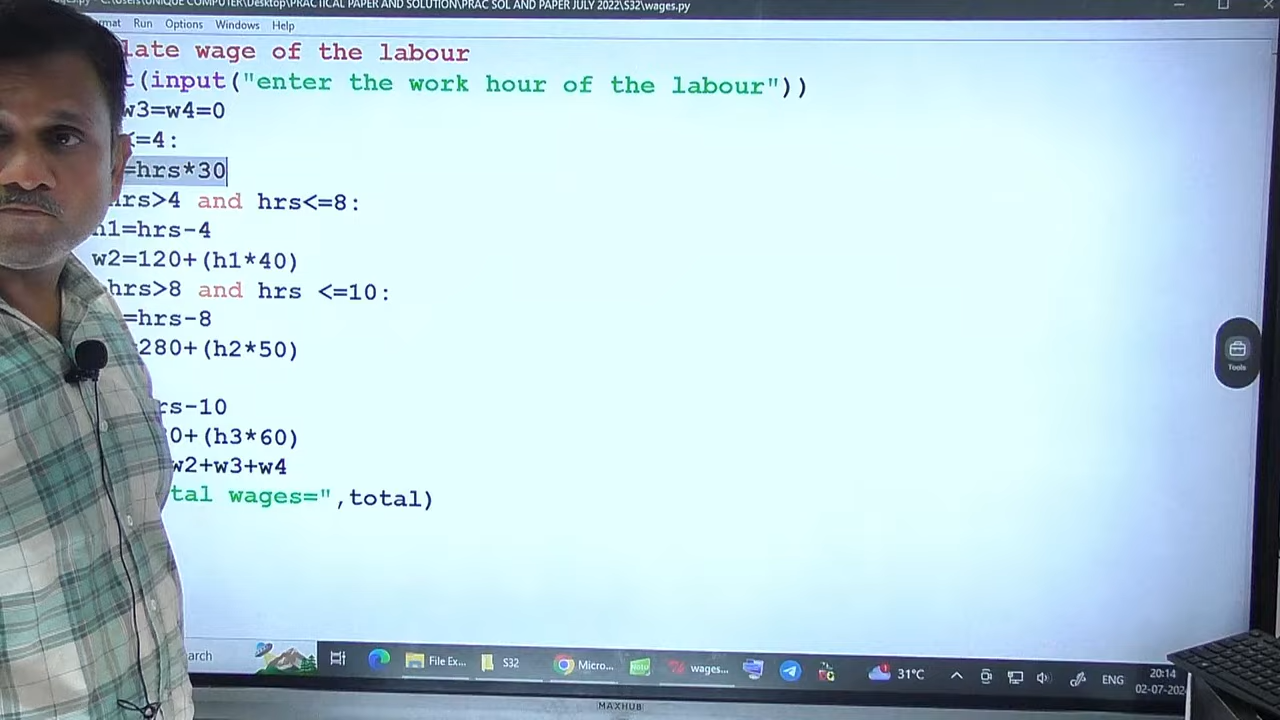 C:\Users\UNIQUE COMPUTER\Desktop\PRACTICAL PAPER AND SOLUTION\PRAC SOL AND PAPER JULY 2022\S32\wages.py
Run Options Windows Help
late wage of the labour
t(input("enter the work hour of the labour"))
w3=w4=0
<=4:
=hrs*30
hrs>4 and hrs<=8:
h1=hrs-4
w2=120+(h1*40)
hrs>8 and hrs <=10:
=hrs-8
280+(h2*50)
Tools
rs-10
0+(h3*60)
w2+w3+w4
tal wages=",total)
arch
File Ex...
S32
Micro...
wages...
31°C
ENG
20:14
02-07-202
MAXHUB